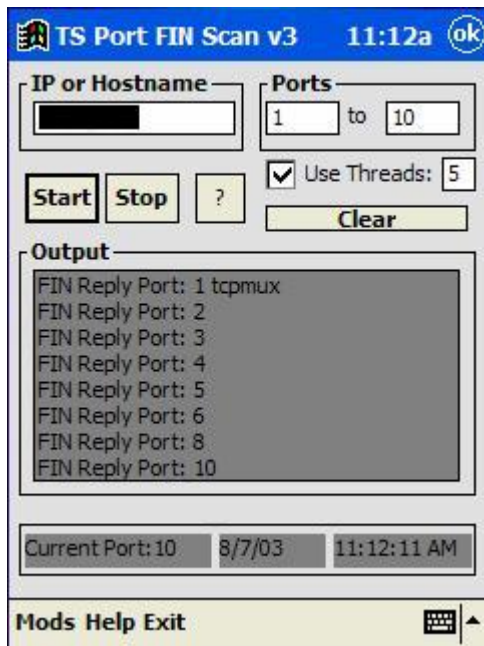 TS Port FIN Scan v3 11:12a ok
IP or Hostname
Ports
1 to 10
Use Threads: 5
Start Stop ?
Clear
Output
FIN Reply Port: 1 tcpmux
FIN Reply Port: 2
FIN Reply Port: 3
FIN Reply Port: 4
FIN Reply Port: 5
FIN Reply Port: 6
FIN Reply Port: 8
FIN Reply Port: 10
Current Port:10 8/7/03 11:12:11 AM
Mods Help Exit